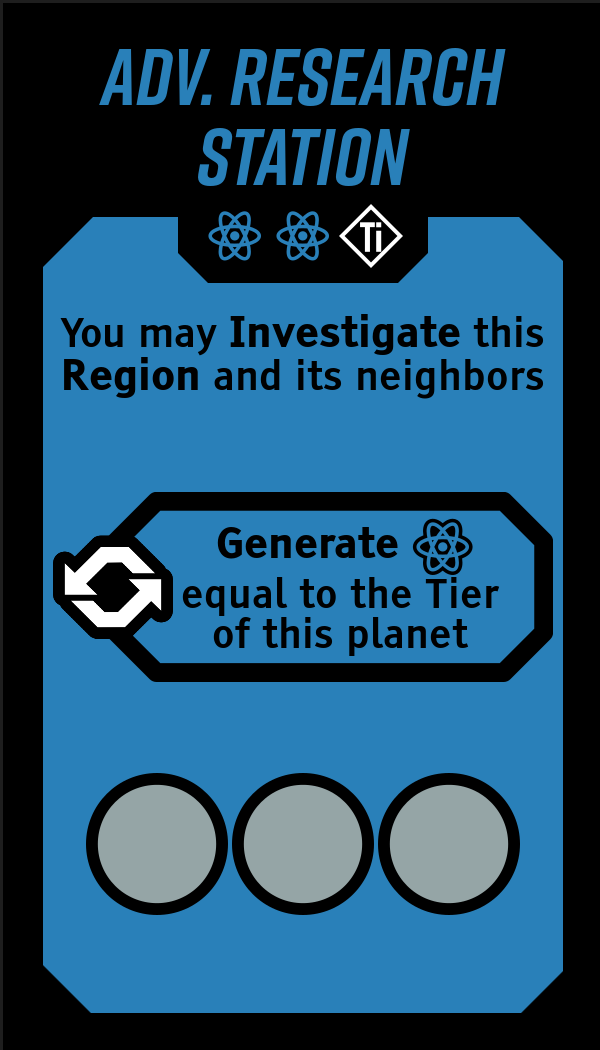 ADV. RESEARCH
STATION
Ti
You may Investigate this
Region and its neighbors
Generate
equal to the Tier
of this planet